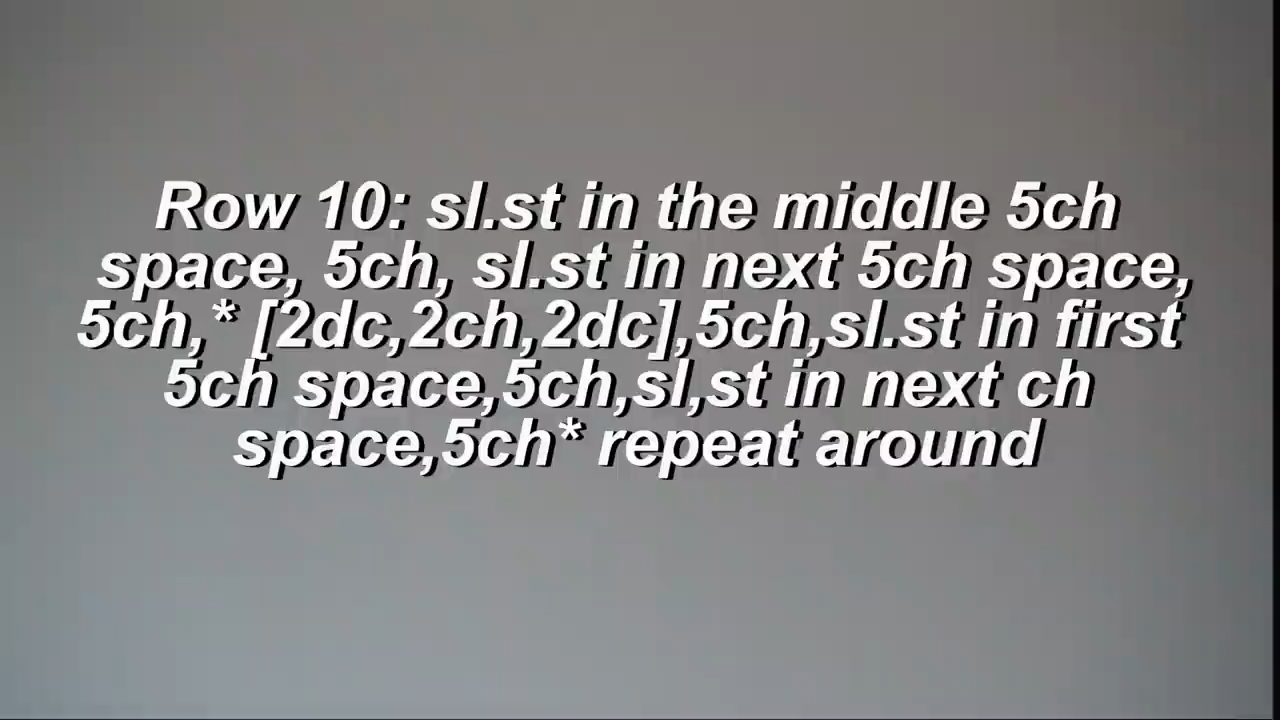 Row 10: sl.st in the middle 5ch
space, 5ch, sl.st in next 5ch space,
5ch,* [2dc,2ch,2dc],5ch,sl.st in first
5ch space,5ch,sl,st in next ch
space,5ch* repeat around